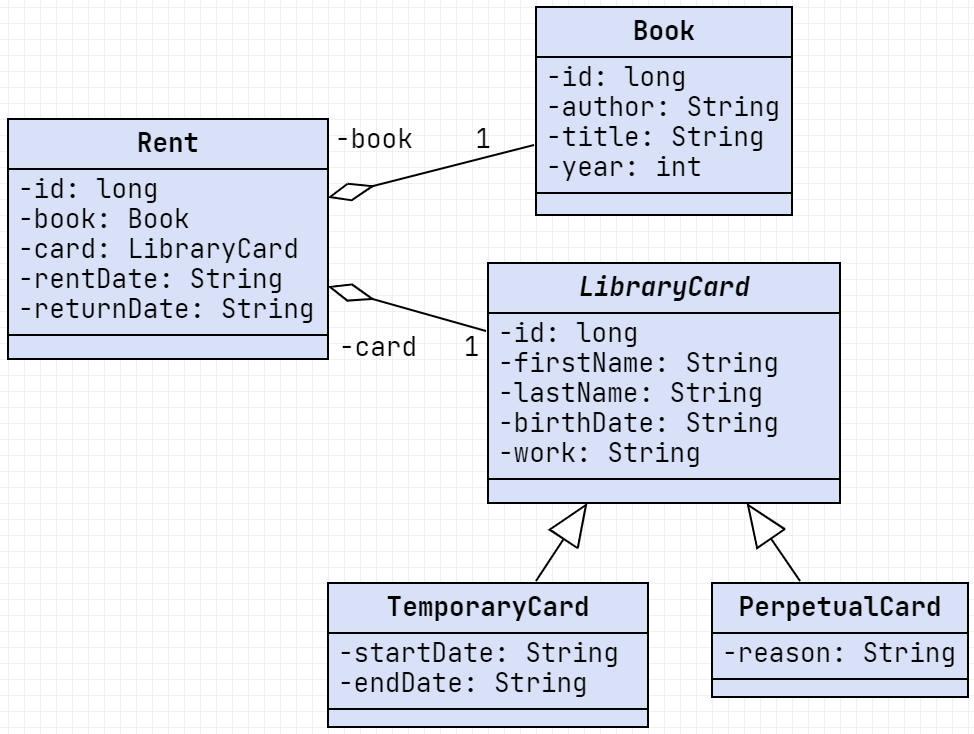 Book
-id: long
-author: String
-title: String
-year: int
Rent
-id: long
-book: Book
-card: LibraryCard
-rentDate: String
-returnDate: String
-book 1
-card 1
LibraryCard
-id: long
-firstName: String
-lastName: String
-birthDate: String
-work: String
TemporaryCard
-startDate: String
-endDate: String
PerpetualCard
-reason: String